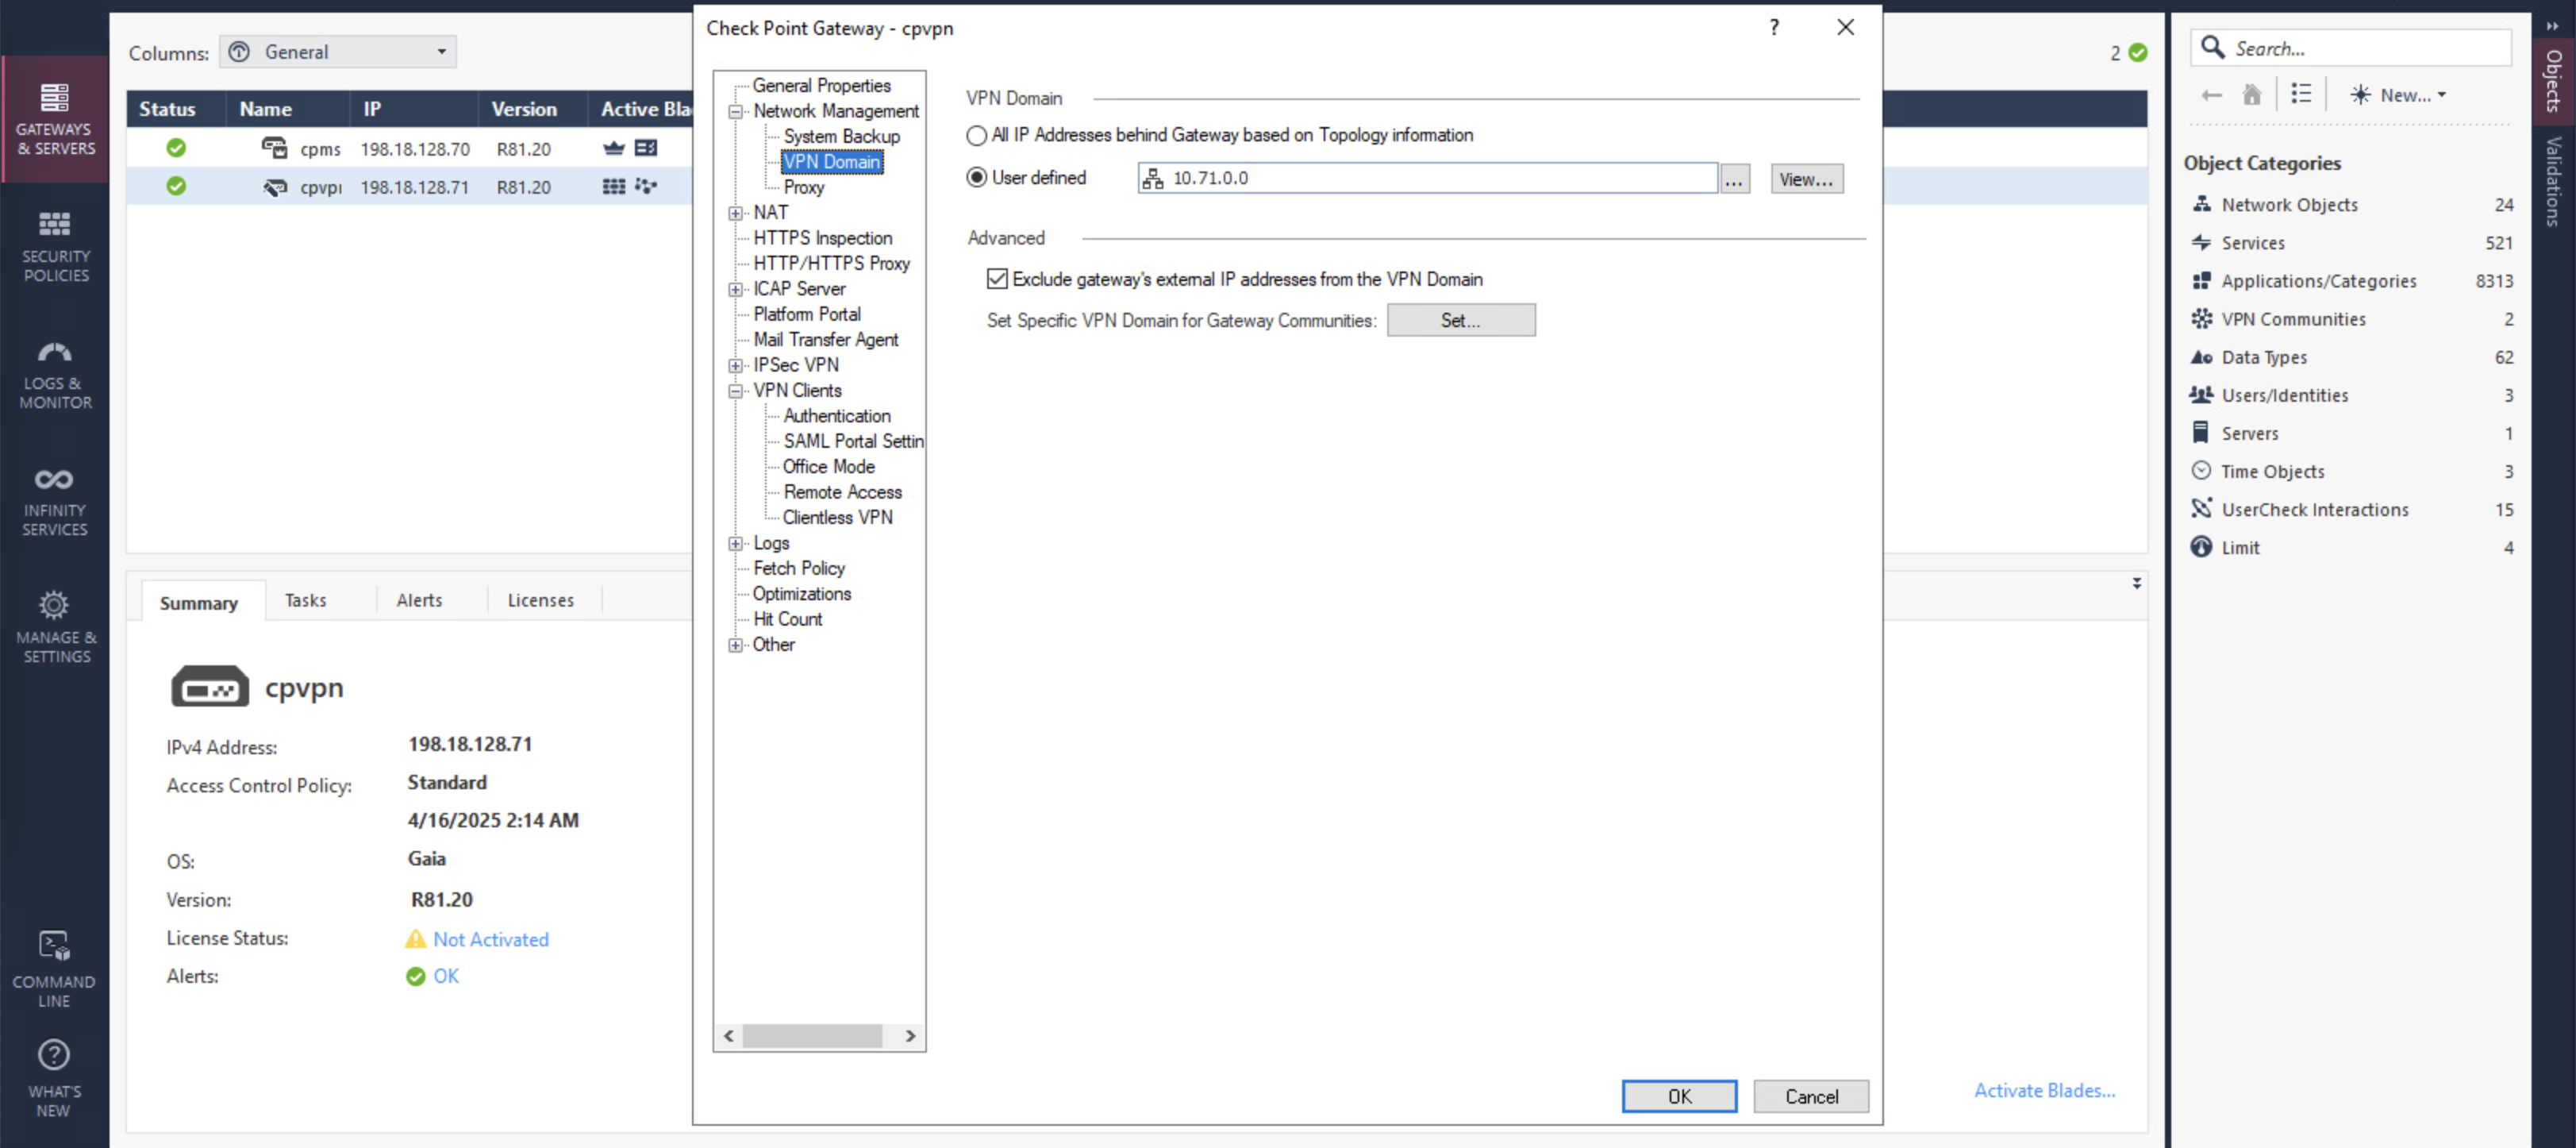 GATEWAYS
& SERVERS
SECURITY
POLICIES
LOGS &
MONITOR
INFINITY
SERVICES
MANAGE &
SETTINGS
COMMAND
LINE
WHAT'S
NEW
Columns: General
2
Status Name IP Version Active Bla
cpms 198.18.128.70 R81.20
cpvpı 198.18.128.71 R81.20
Summary Tasks Alerts Licenses
cpvpn
IPv4 Address: 198.18.128.71
Access Control Policy: Standard
4/16/2025 2:14 AM
OS: Gaia
Version: R81.20
License Status: Not Activated
Alerts: OK
Activate Blades...
Check Point Gateway - cpvpn ?
General Properties
Network Management
System Backup
VPN Domain
Proxy
NAT
HTTPS Inspection
HTTP/HTTPS Proxy
ICAP Server
Platform Portal
Mail Transfer Agent
IPSec VPN
VPN Clients
Authentication
SAML Portal Settin
Office Mode
Remote Access
Clientless VPN
Logs
Fetch Policy
Optimizations
Hit Count
Other
VPN Domain
All IP Addresses behind Gateway based on Topology information
User defined 10.71.0.0 ... View...
Advanced
Exclude gateway's external IP addresses from the VPN Domain
Set Specific VPN Domain for Gateway Communities: Set...
OK Cancel
Search...
New...
Object Categories
Network Objects 24
Services 521
Applications/Categories 8313
VPN Communities 2
Data Types 62
Users/Identities 3
Servers 1
Time Objects 3
UserCheck Interactions 15
Limit 4
Objects
Validations